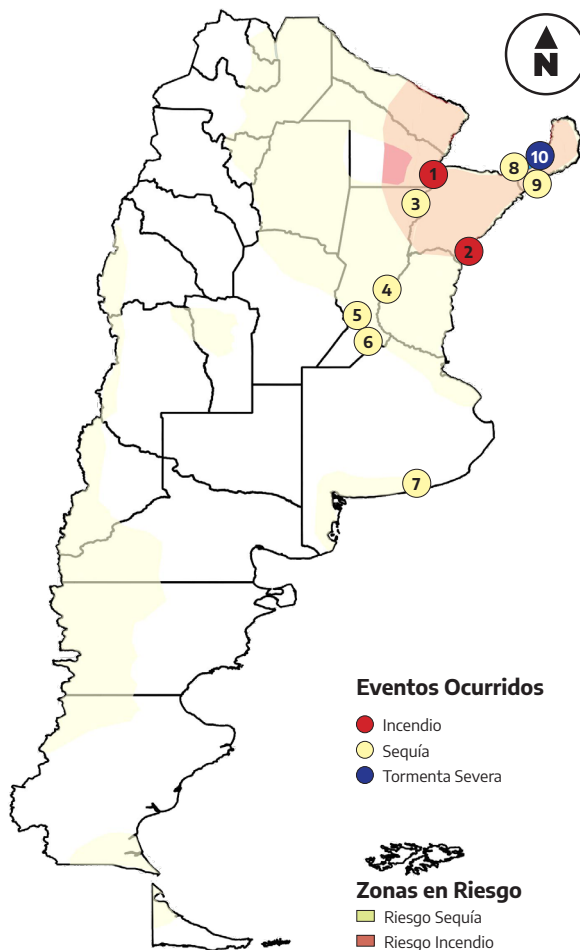 N
10
8
1
9
3
2
4
5
6
7
Eventos Ocurridos
Incendio
Sequía
Tormenta Severa
Zonas en Riesgo
Riesgo Sequía
Riesgo Incendio